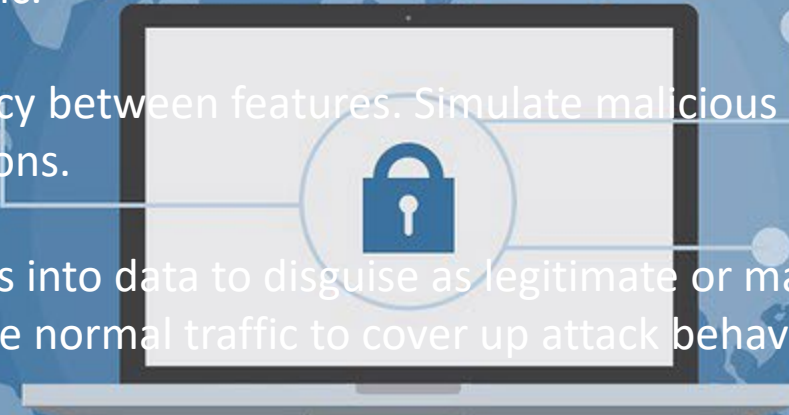 cy between features. Simulate malicious
ons.
s into data to disguise as legitimate or ma
e normal traffic to cover up attack behav